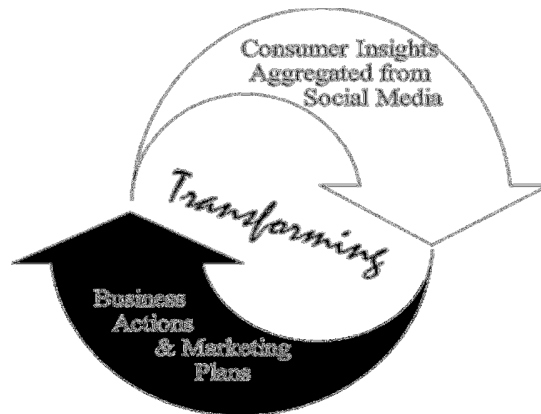 Consumer Insights
Aggregated from
Social Media
Transforming
Business
Actions
& Marketing
Plans